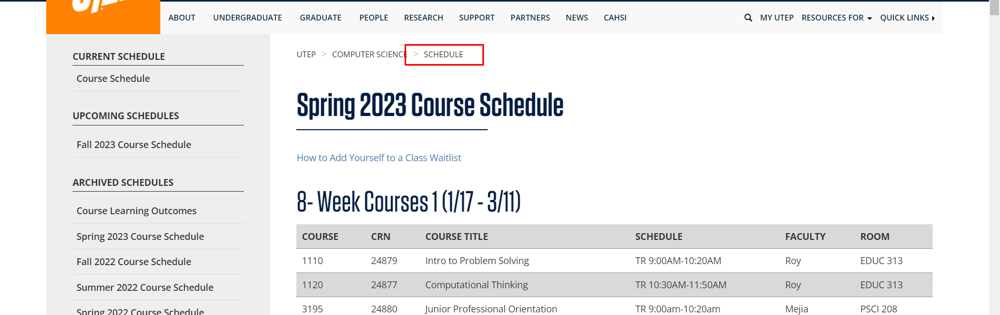 ABOUT UNDERGRADUATE GRADUATE PEOPLE RESEARCH SUPPORT PARTNERS NEWS CAHSI MY UTEP RESOURCES FOR QUICK LINKS
CURRENT SCHEDULE
Course Schedule
UPCOMING SCHEDULES
Fall 2023 Course Schedule
ARCHIVED SCHEDULES
Course Learning Outcomes
Spring 2023 Course Schedule
Fall 2022 Course Schedule
Summer 2022 Course Schedule
Spring 2022 Course Schedule
UTEP > COMPUTER SCIENCE > SCHEDULE
Spring 2023 Course Schedule
How to Add Yourself to a Class Waitlist
8- Week Courses 1 (1/17 - 3/11)
COURSE CRN COURSE TITLE SCHEDULE FACULTY ROOM
1110 24879 Intro to Problem Solving TR 9:00AM-10:20AM Roy EDUC 313
1120 24877 Computational Thinking TR 10:30AM-11:50AM Roy EDUC 313
3195 24880 Junior Professional Orientation TR 9:00am-10:20am Mejia PSCI 208